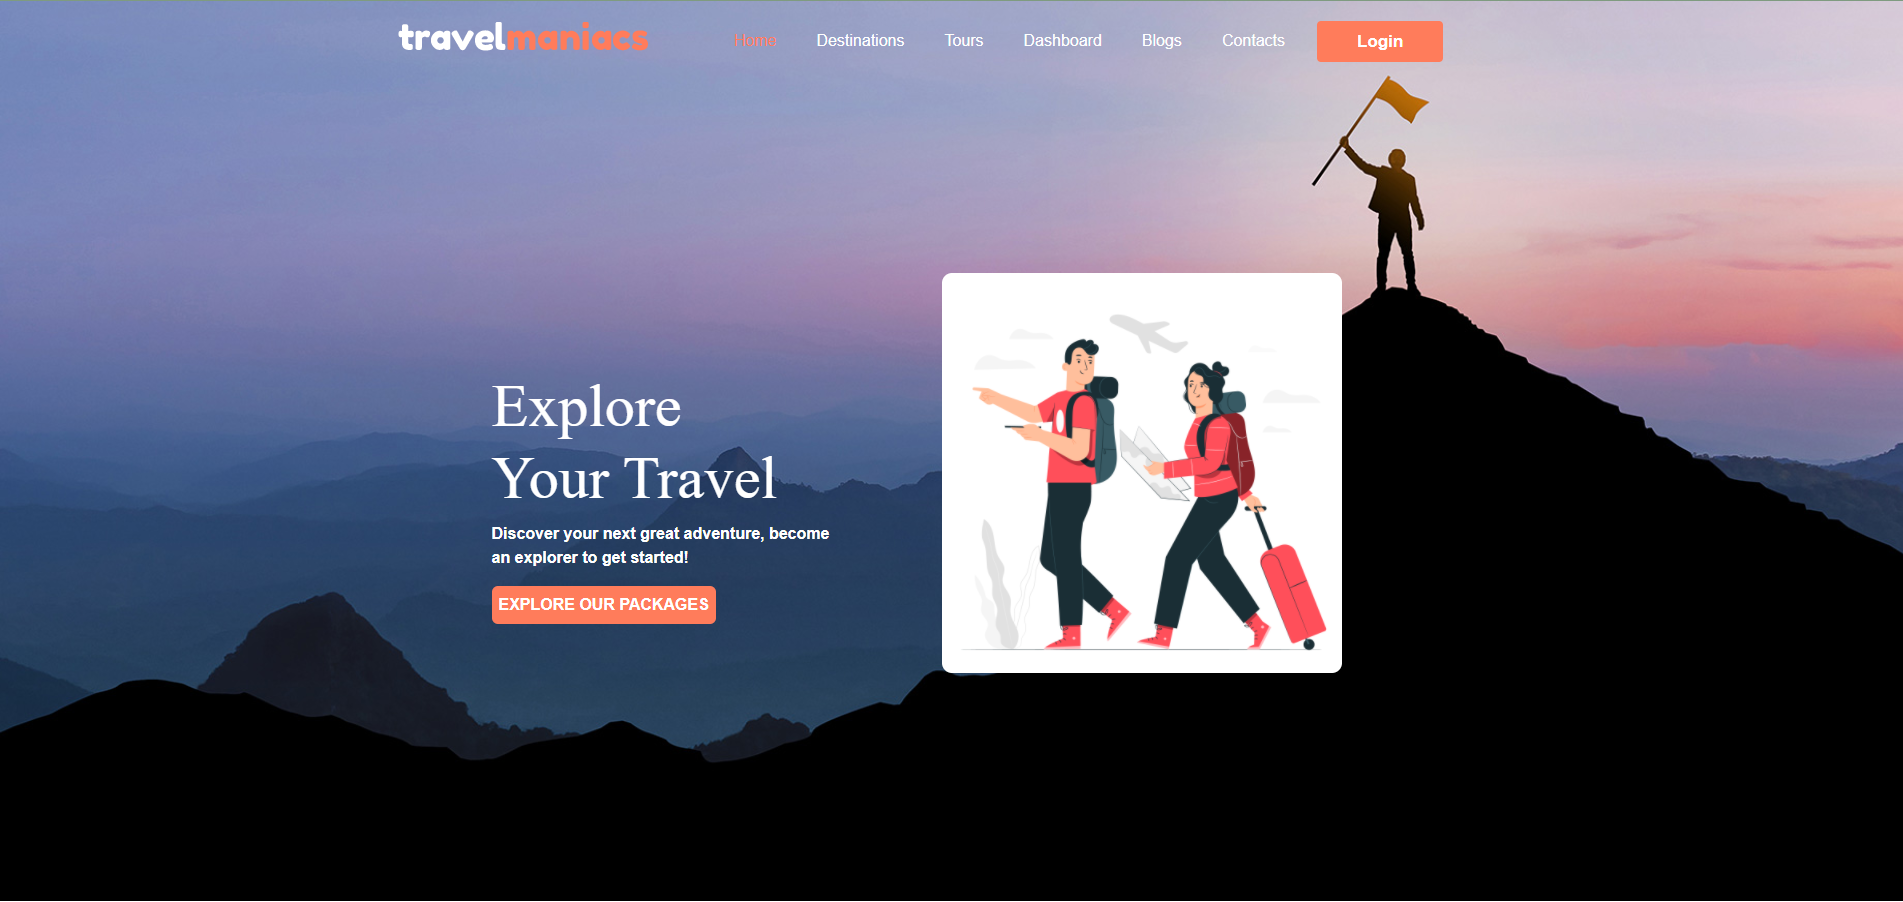 travelmaniacs
Home Destinations Tours Dashboard Blogs Contacts Login
Explore
Your Travel
Discover your next great adventure, become
an explorer to get started!
EXPLORE OUR PACKAGES